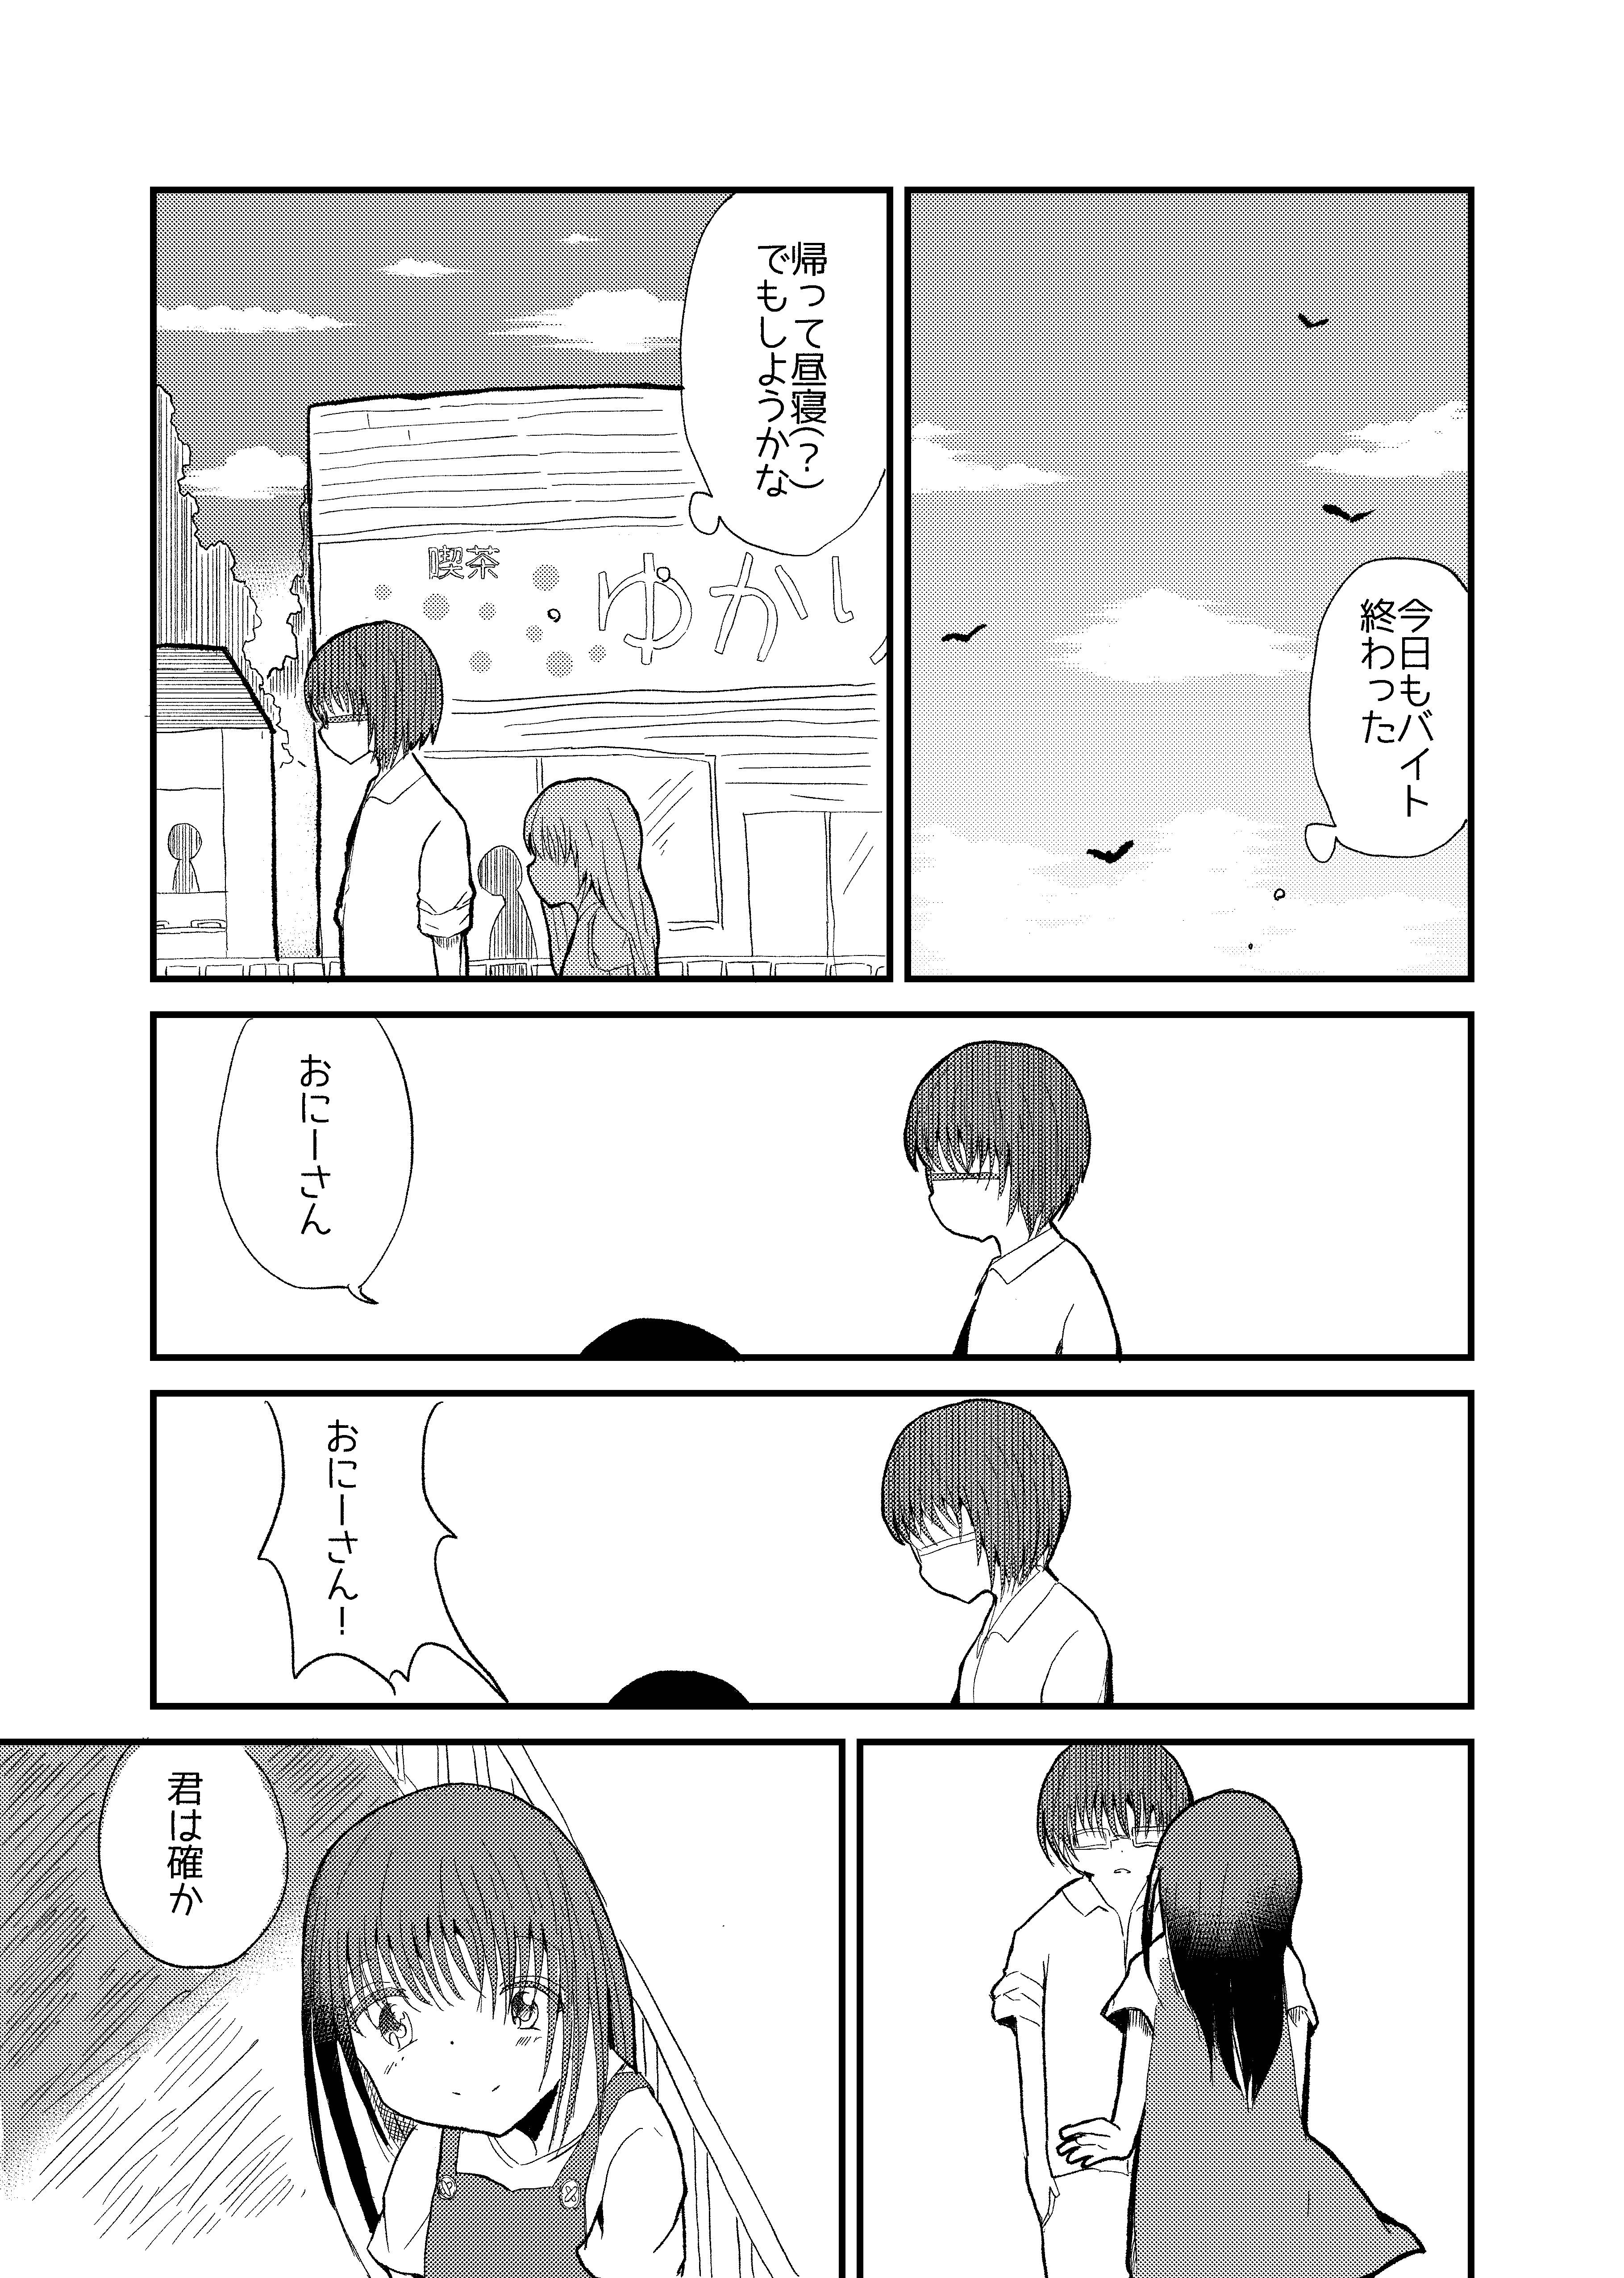 今日もバイト
終わった
帰って昼寝(?)
でもしようかな
喫茶
ゆかり
おにーさん
おにーさん!
君は確か